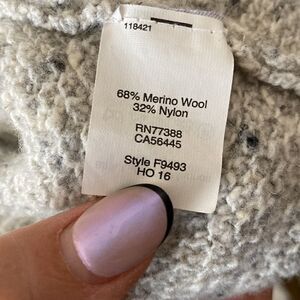 118421
68% Merino Wool
32% Nylon
RN77388
CA56445
Style F9493
HO 16